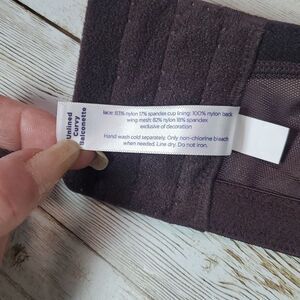 Unlined
Curvy
Balconette
lace: 83% nylon 17% spandex cup lining: 100% nylon back
wing mesh: 82% nylon 18% spandex
exclusive of decoration
Hand wash cold separately. Only non-chlorine bleach
when needed. Line dry. Do not iron.